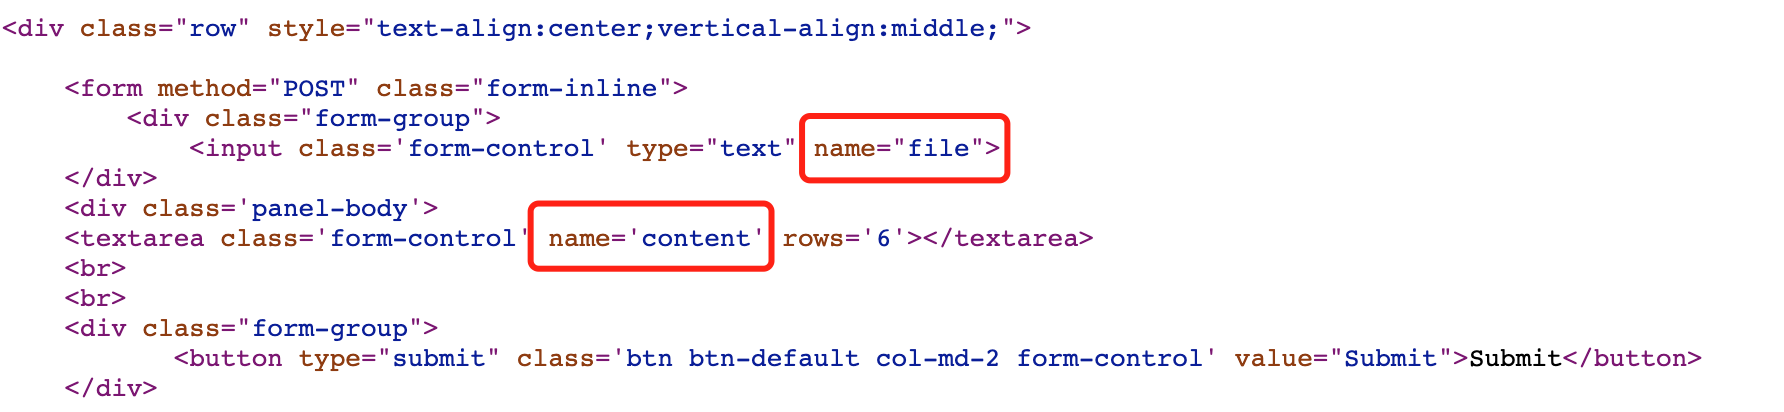 <div class="row" style="text-align:center;vertical-align:middle;">
<form method="POST" class="form-inline">
<div class="form-group">
<input class='form-control' type="text" name="file">
</div>
<div class='panel-body'>
<textarea class='form-control' name='content' rows='6'></textarea>
<br>
<br>
<div class="form-group">
<button type="submit" class='btn btn-default col-md-2 form-control' value="Submit">Submit</button>
</div>